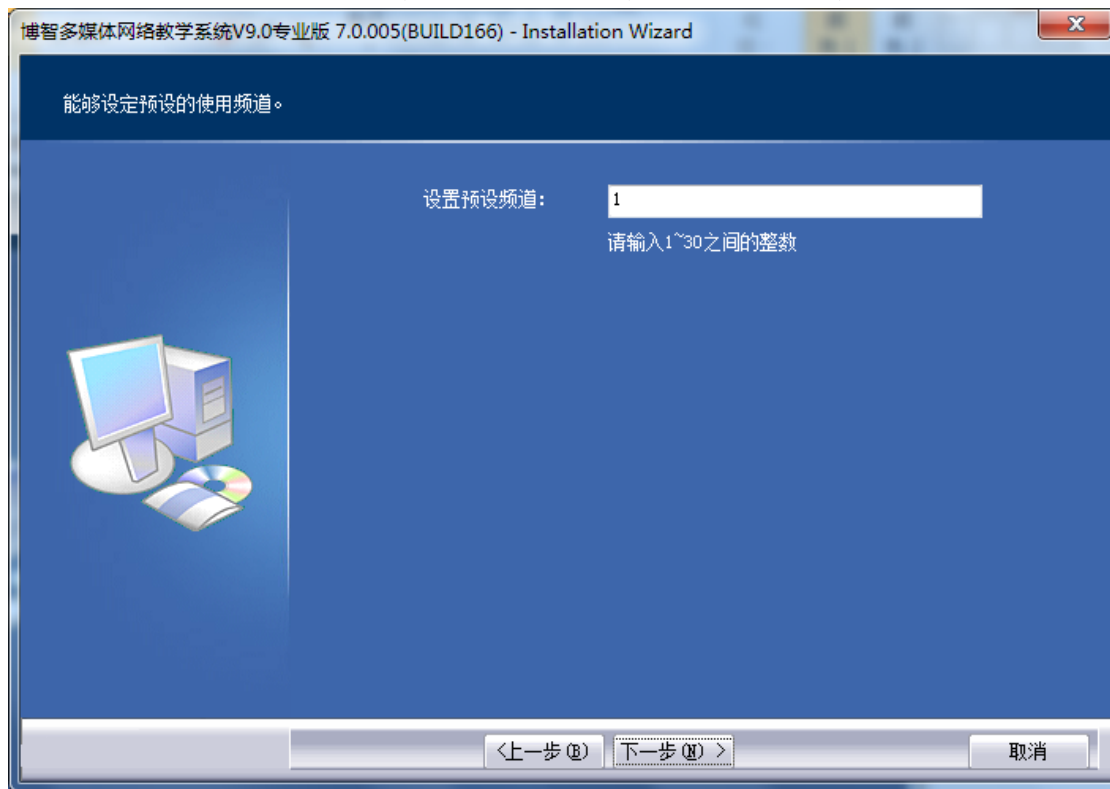 博智多媒体网络教学系统V9.0专业版 7.0.005(BUILD166) - Installation Wizard
能够设定预设的使用频道。
设置预设频道: 1
请输入1~30之间的整数
<上一步(B) 下一步(N) > 取消